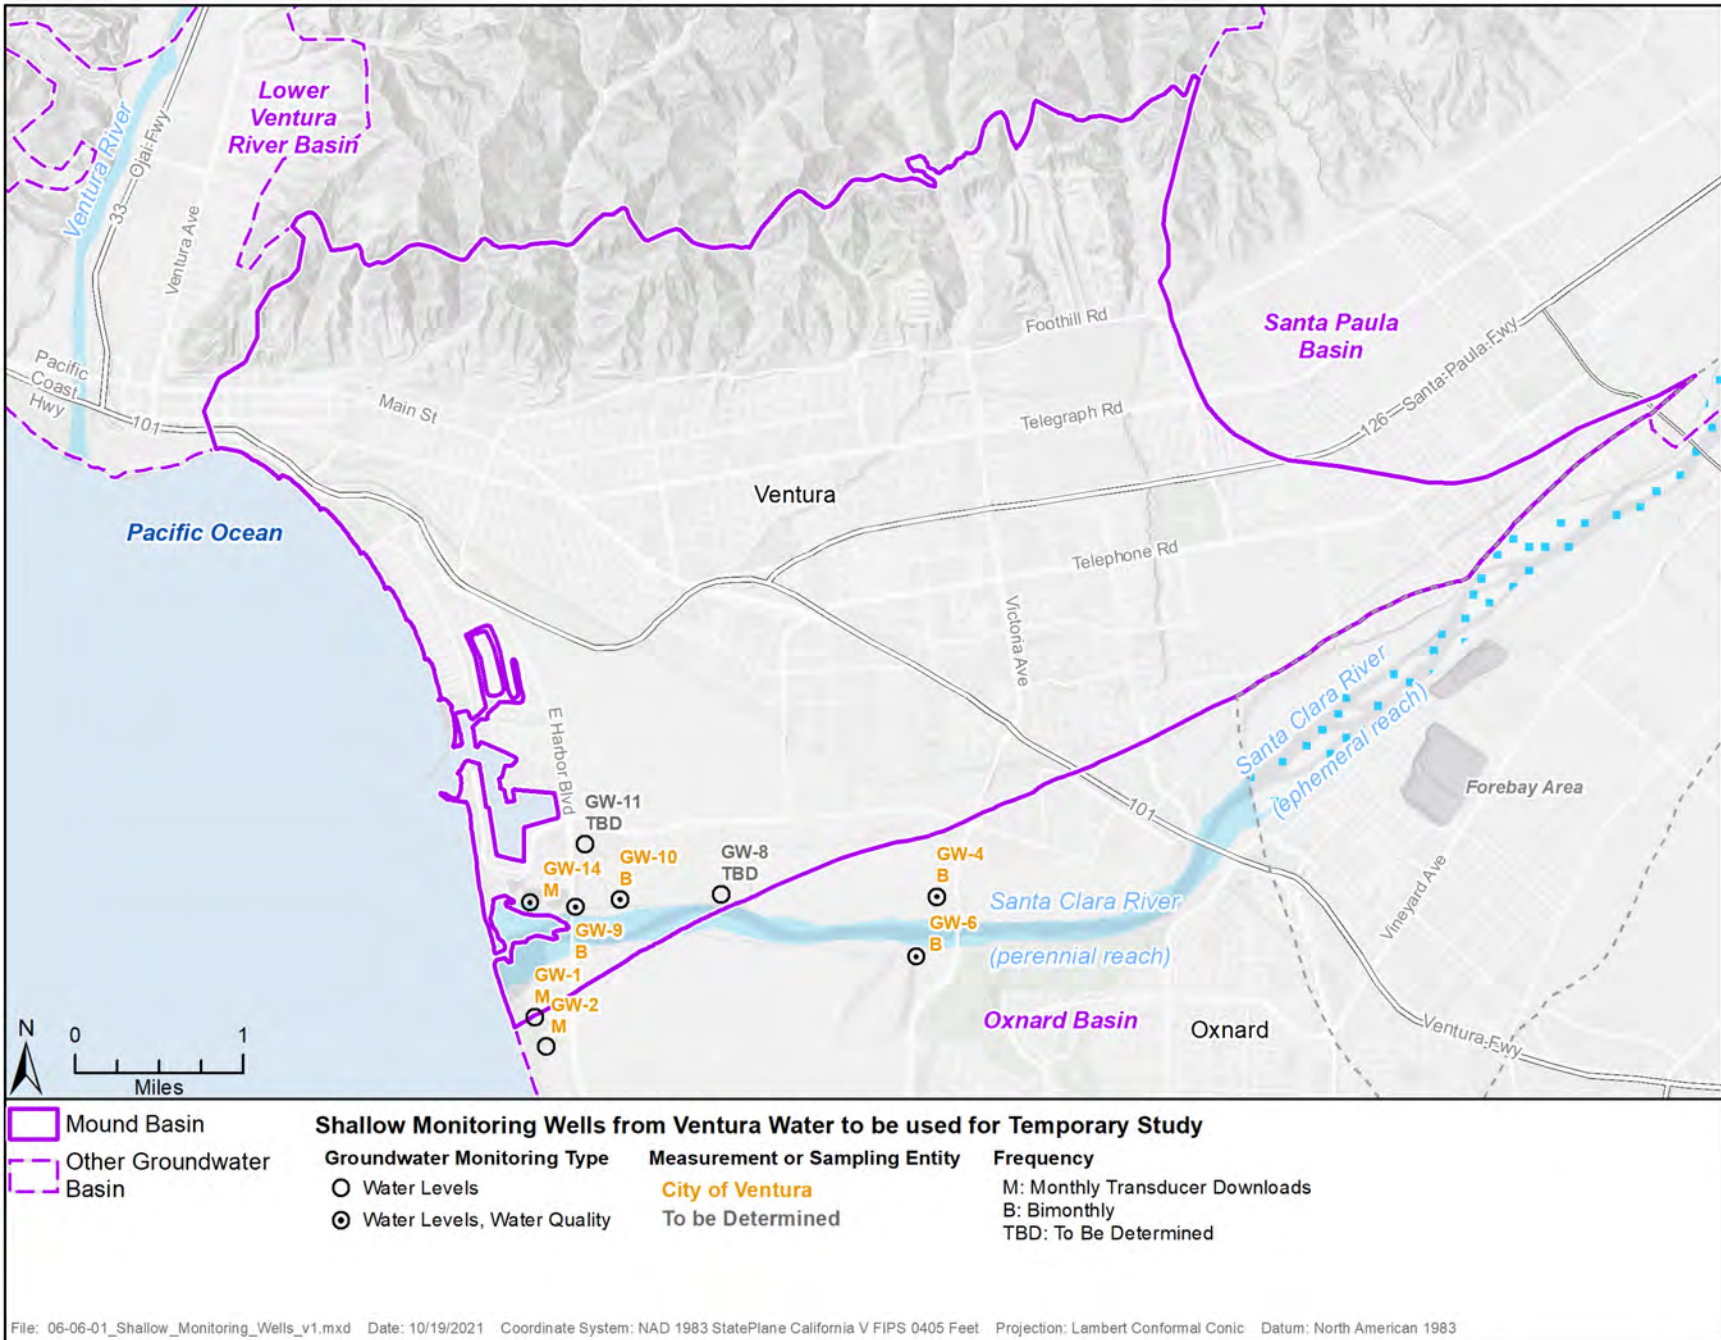 Lower
Ventura
River Basin
Ventura River
33
Ojai Fwy
Ventura Ave
Pacific
Coast
Hwy
101
Main St
Foothill Rd
Santa Paula
Basin
Telegraph Rd
126
Santa Paula Fwy
Ventura
Pacific Ocean
Telephone Rd
Victoria Ave
E Harbor Blvd
Santa Clara River
(ephemeral reach)
Forebay Area
101
GW-11
TBD
GW-14
M
GW-10
B
GW-8
TBD
GW-4
B
Santa Clara River
Vineyard Ave
GW-9
B
GW-6
B
(perennial reach)
GW-1
M
GW-2
M
Oxnard Basin
Oxnard
Ventura Fwy
N
0 1
Miles
Mound Basin
Other Groundwater
Basin
Shallow Monitoring Wells from Ventura Water to be used for Temporary Study
Groundwater Monitoring Type
Water Levels
Water Levels, Water Quality
Measurement or Sampling Entity
City of Ventura
To be Determined
Frequency
M: Monthly Transducer Downloads
B: Bimonthly
TBD: To Be Determined
File: 06-06-01_Shallow_Monitoring_Wells_v1.mxd Date: 10/19/2021 Coordinate System: NAD 1983 StatePlane California V FIPS 0405 Feet Projection: Lambert Conformal Conic Datum: North American 1983